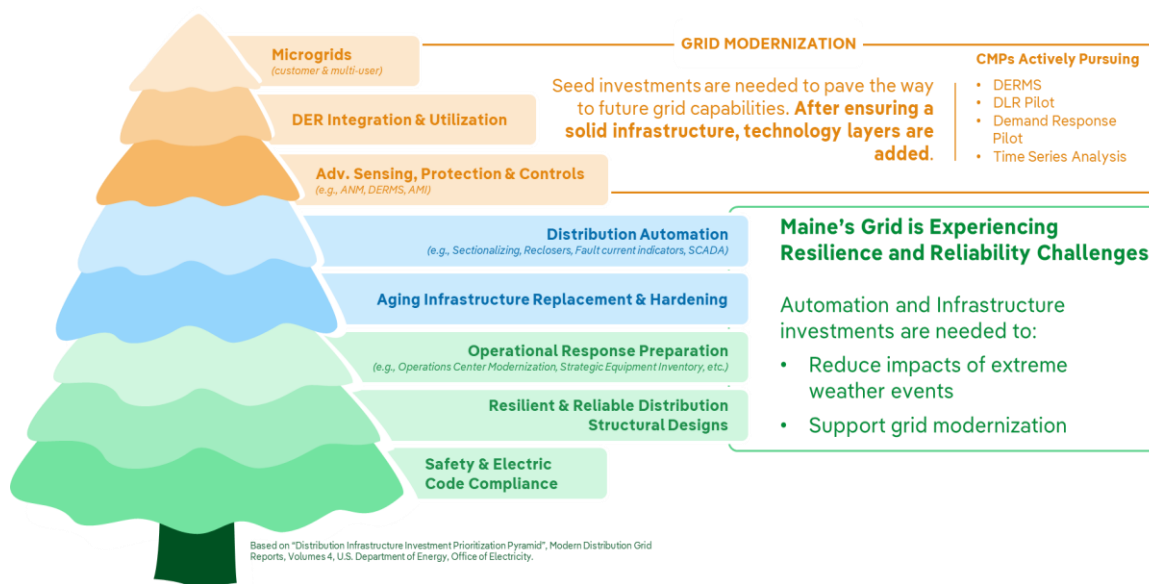 Microgrids
(customer & multi-user)
DER Integration & Utilization
Adv. Sensing, Protection & Controls
(e.g., ANM, DERMS, AMI)
GRID MODERNIZATION
Seed investments are needed to pave the way
to future grid capabilities. After ensuring a
solid infrastructure, technology layers are
added.
CMPs Actively Pursuing
• DERMS
• DLR Pilot
• Demand Response
Pilot
• Time Series Analysis
Distribution Automation
(e.g., Sectionalizing, Reclosers, Fault current indicators, SCADA)
Aging Infrastructure Replacement & Hardening
Operational Response Preparation
(e.g., Operations Center Modernization, Strategic Equipment Inventory, etc.)
Resilient & Reliable Distribution
Structural Designs
Safety & Electric
Code Compliance
Maine's Grid is Experiencing
Resilience and Reliability Challenges
Automation and Infrastructure
investments are needed to:
• Reduce impacts of extreme
weather events
• Support grid modernization
Based on "Distribution Infrastructure Investment Prioritization Pyramid", Modern Distribution Grid
Reports, Volumes 4, U.S. Department of Energy, Office of Electricity.